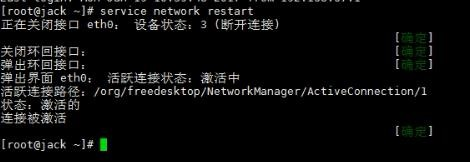 [root@jack ~]# service network restart
正在关闭接口 eth0： 设备状态：3 (断开连接)
[确定]
关闭环回接口： [确定]
弹出环回接口： [确定]
弹出界面 eth0： 活跃连接状态：激活中
活跃连接路径：/org/freedesktop/NetworkManager/ActiveConnection/1
状态：激活的
连接被激活
[确定]
[root@jack ~]#